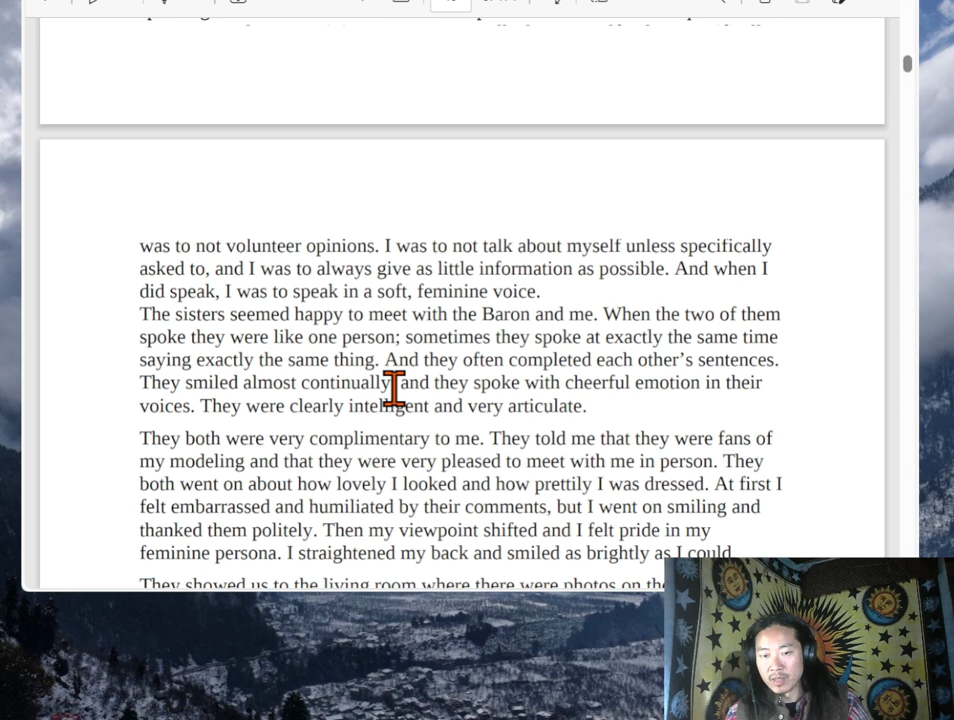 was to not volunteer opinions. I was to not talk about myself unless specifically
asked to, and I was to always give as little information as possible. And when I
did speak, I was to speak in a soft, feminine voice.
The sisters seemed happy to meet with the Baron and me. When the two of them
spoke they were like one person; sometimes they spoke at exactly the same time
saying exactly the same thing. And they often completed each other’s sentences.
They smiled almost continually, and they spoke with cheerful emotion in their
voices. They were clearly intelligent and very articulate.
They both were very complimentary to me. They told me that they were fans of
my modeling and that they were very pleased to meet with me in person. They
both went on about how lovely I looked and how prettily I was dressed. At first I
felt embarrassed and humiliated by their comments, but I went on smiling and
thanked them politely. Then my viewpoint shifted and I felt pride in my
feminine persona. I straightened my back and smiled as brightly as I could.
They showed us to the living room where there were photos on the